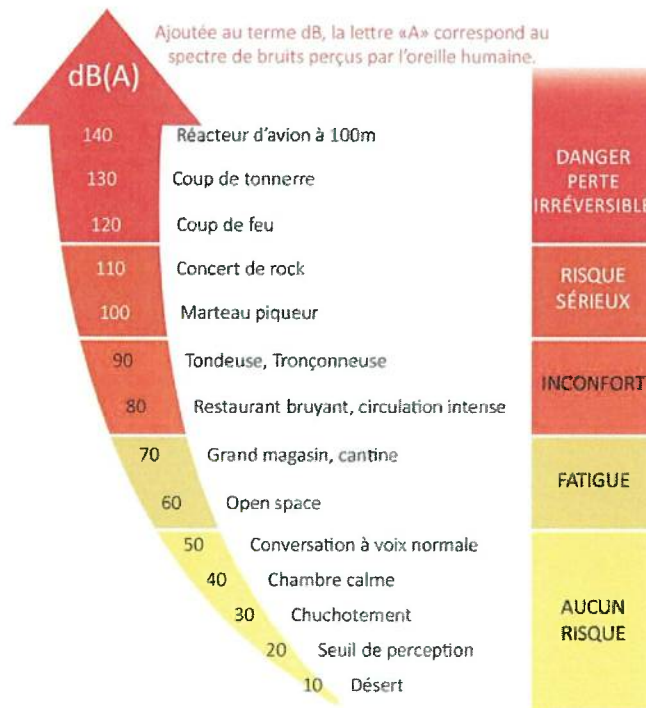 Ajoutée au terme dB, la lettre «A» correspond au
spectre de bruits perçus par l'oreille humaine.
dB(A)
140 Réacteur d'avion à 100m
130 Coup de tonnerre
120 Coup de feu
DANGER
PERTE
IRRÉVERSIBLE
110 Concert de rock
100 Marteau piqueur
RISQUE
SÉRIEUX
90 Tondeuse, Tronçonneuse
80 Restaurant bruyant, circulation intense
INCONFORT
70 Grand magasin, cantine
60 Open space
FATIGUE
50 Conversation à voix normale
40 Chambre calme
30 Chuchotement
20 Seuil de perception
10 Désert
AUCUN
RISQUE